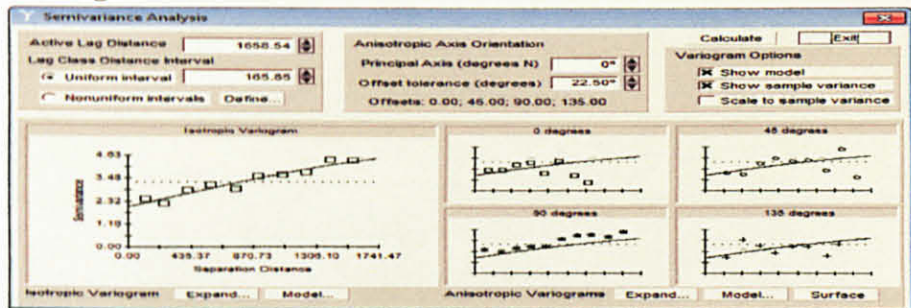 Semivariance Analysis
Active Lag Distance 1658.54
Lag Class Distance Interval
Uniform interval 165.85
Nonuniform intervals Define...
Anisotropic Axis Orientation
Principal Axis (degrees N) 0°
Offset tolerance (degrees) 22.50°
Offsets: 0.00; 45.00; 90.00; 135.00
Calculate Exit
Variogram Options
Show model
Show sample variance
Scale to sample variance
Isotropic Variogram
4.63
3.48
2.32
1.16
0.00
Semivariance
0.00 435.37 870.73 1306.10 1741.47
Separation Distance
0 degrees
45 degrees
90 degrees
135 degrees
Isotropic Variogram Expand... Model...
Anisotropic Variograms Expand... Model... Surface